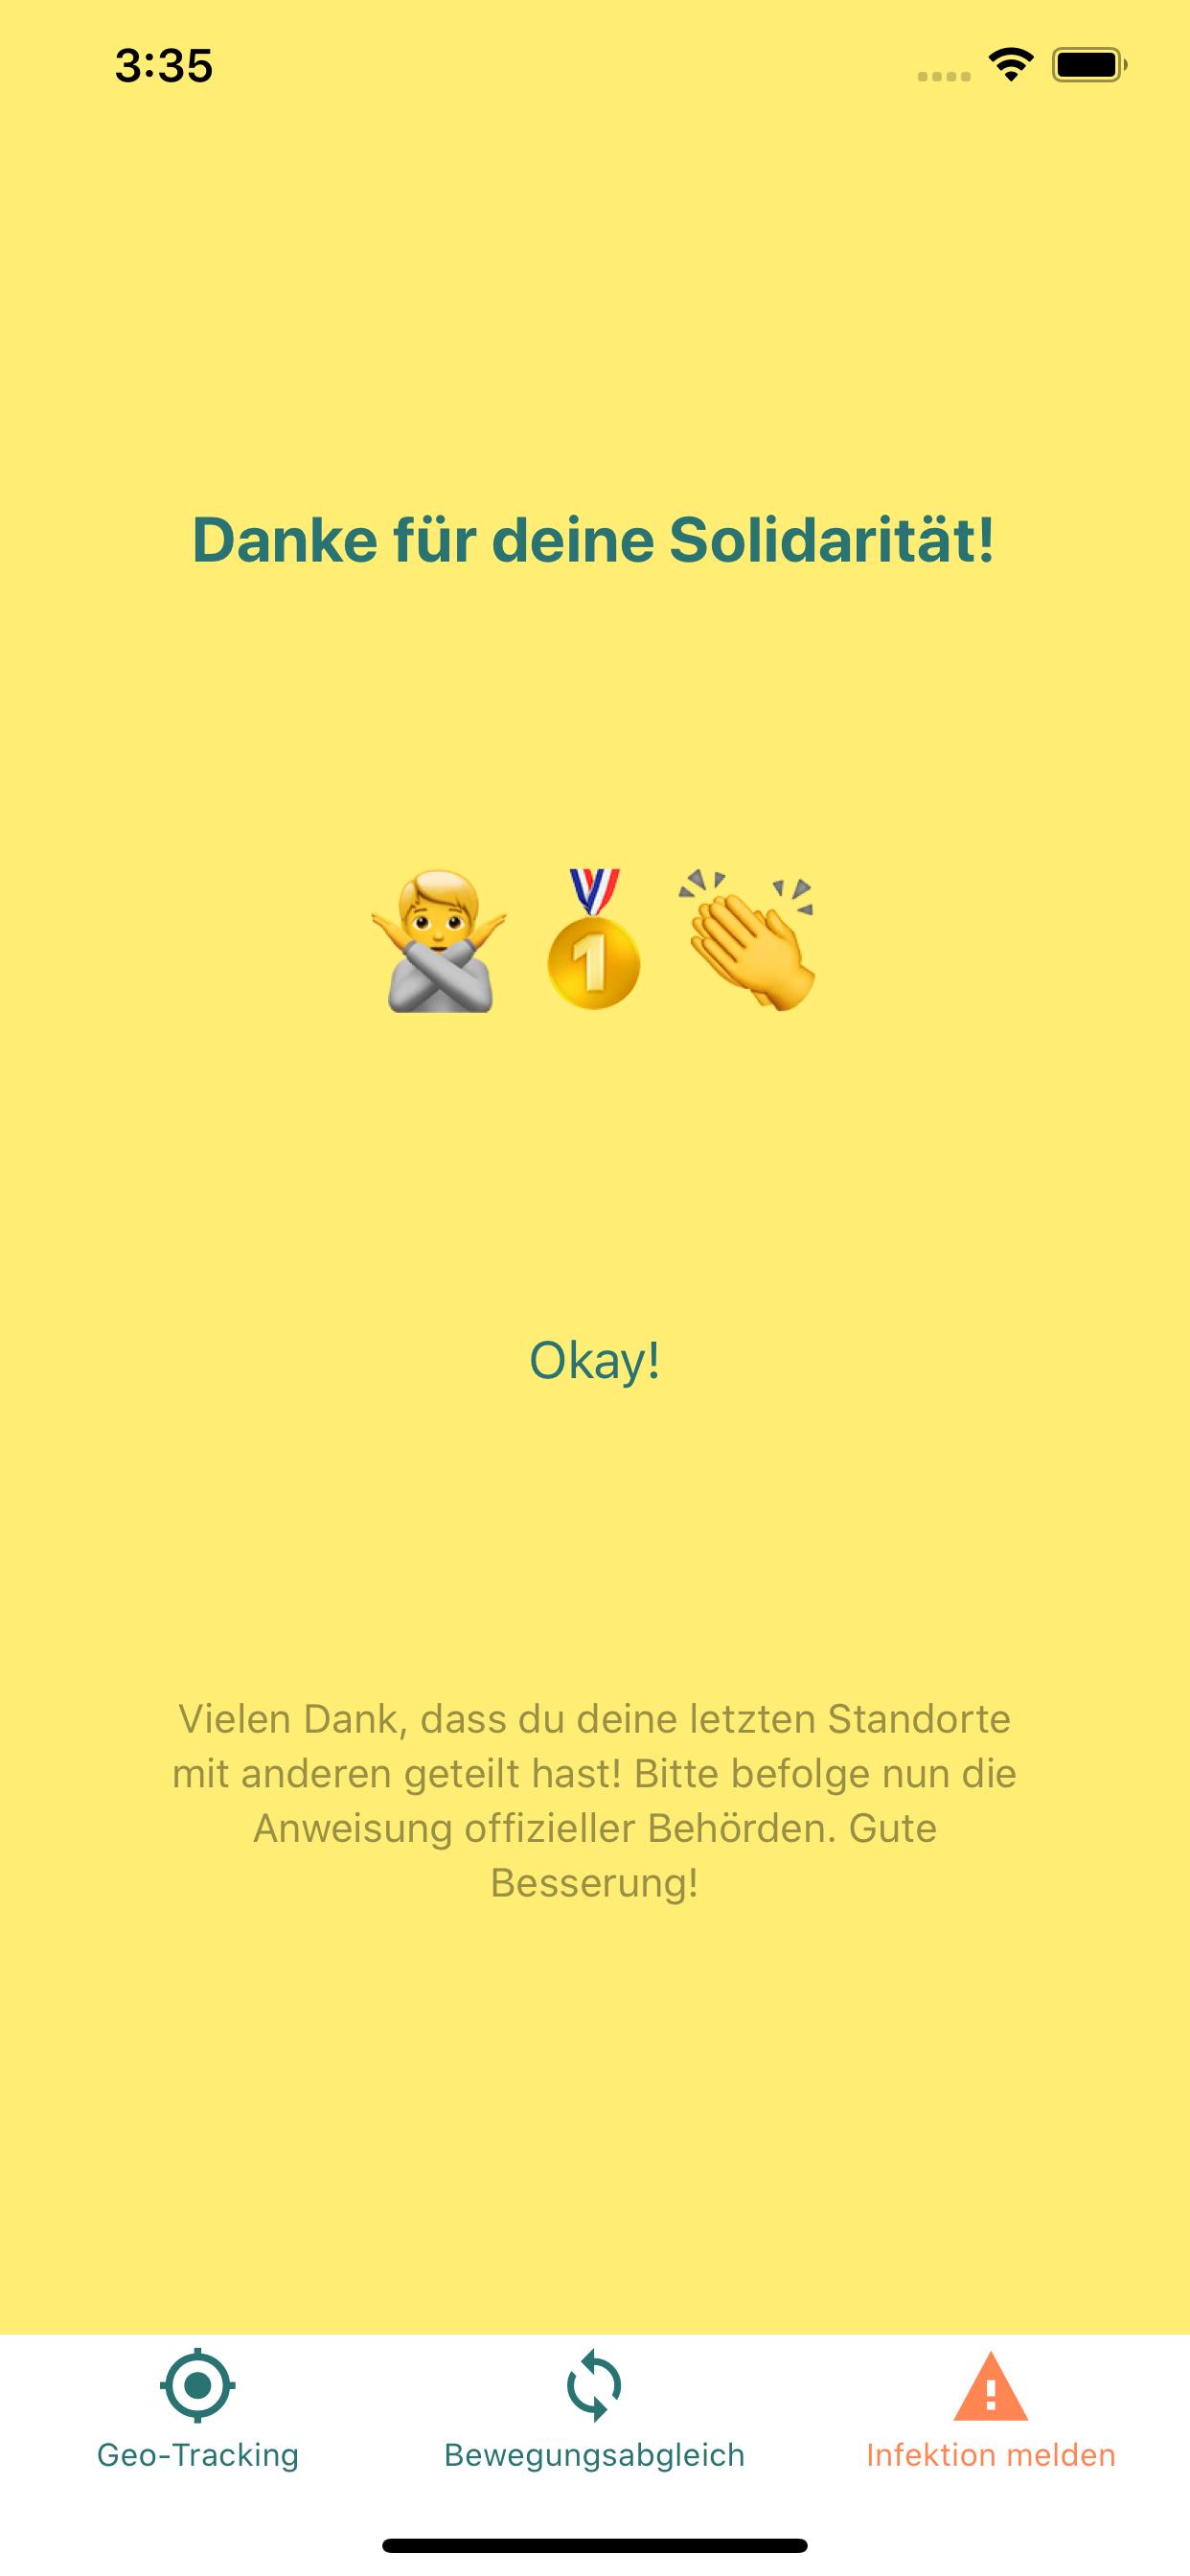 3:35
Danke für deine Solidarität!
Okay!
Vielen Dank, dass du deine letzten Standorte
mit anderen geteilt hast! Bitte befolge nun die
Anweisung offizieller Behörden. Gute
Besserung!
Geo-Tracking
Bewegungsabgleich
Infektion melden